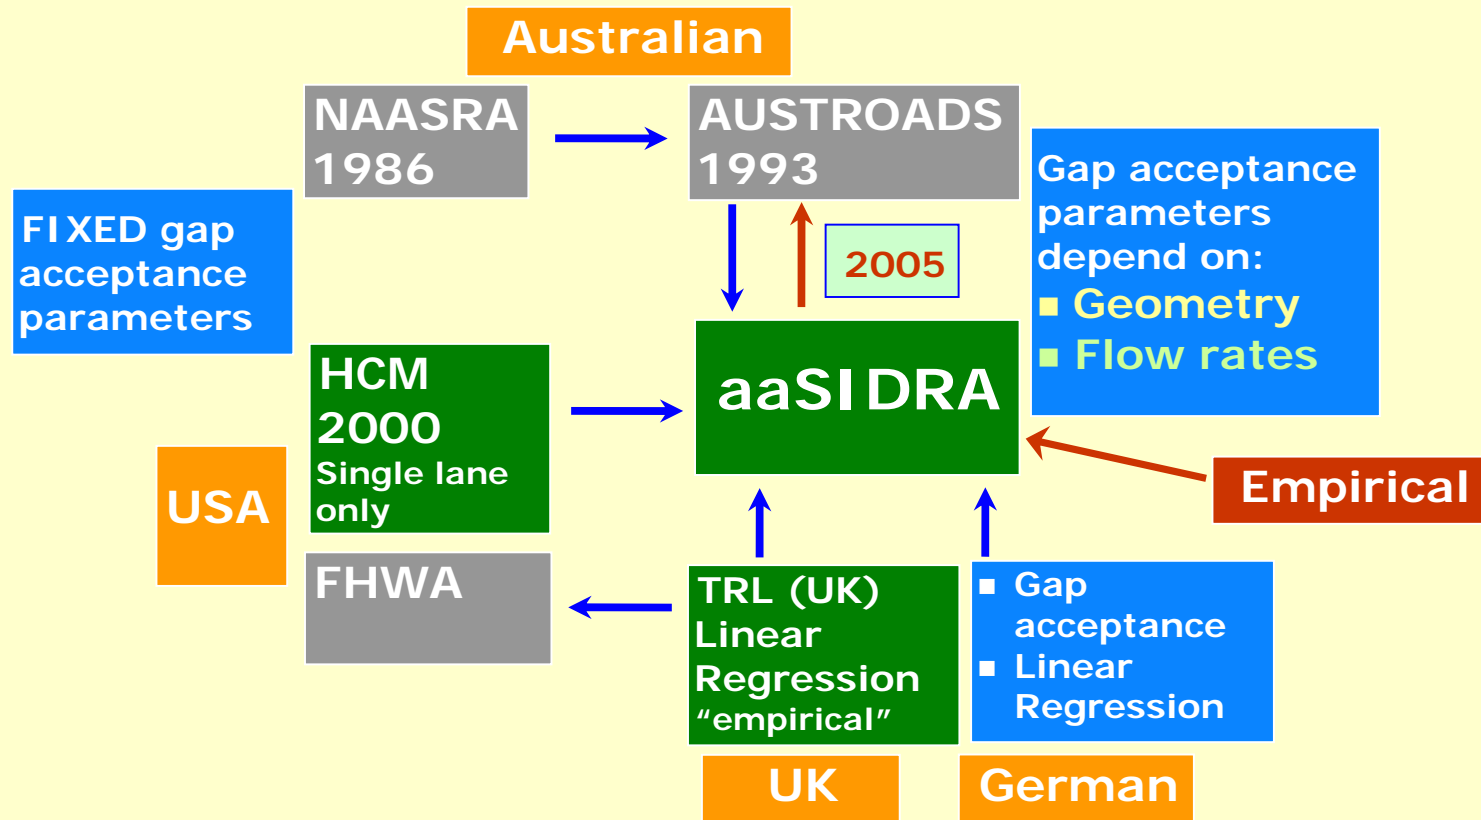 Australian
NAASRA
1986
AUSTROADS
1993
FIXED gap
acceptance
parameters
2005
Gap acceptance
parameters
depend on:
■ Geometry
■ Flow rates
HCM
2000
Single lane
only
aaSIDRA
USA
Empirical
FHWA
TRL (UK)
Linear
Regression
“empirical”
■ Gap
acceptance
■ Linear
Regression
UK
German